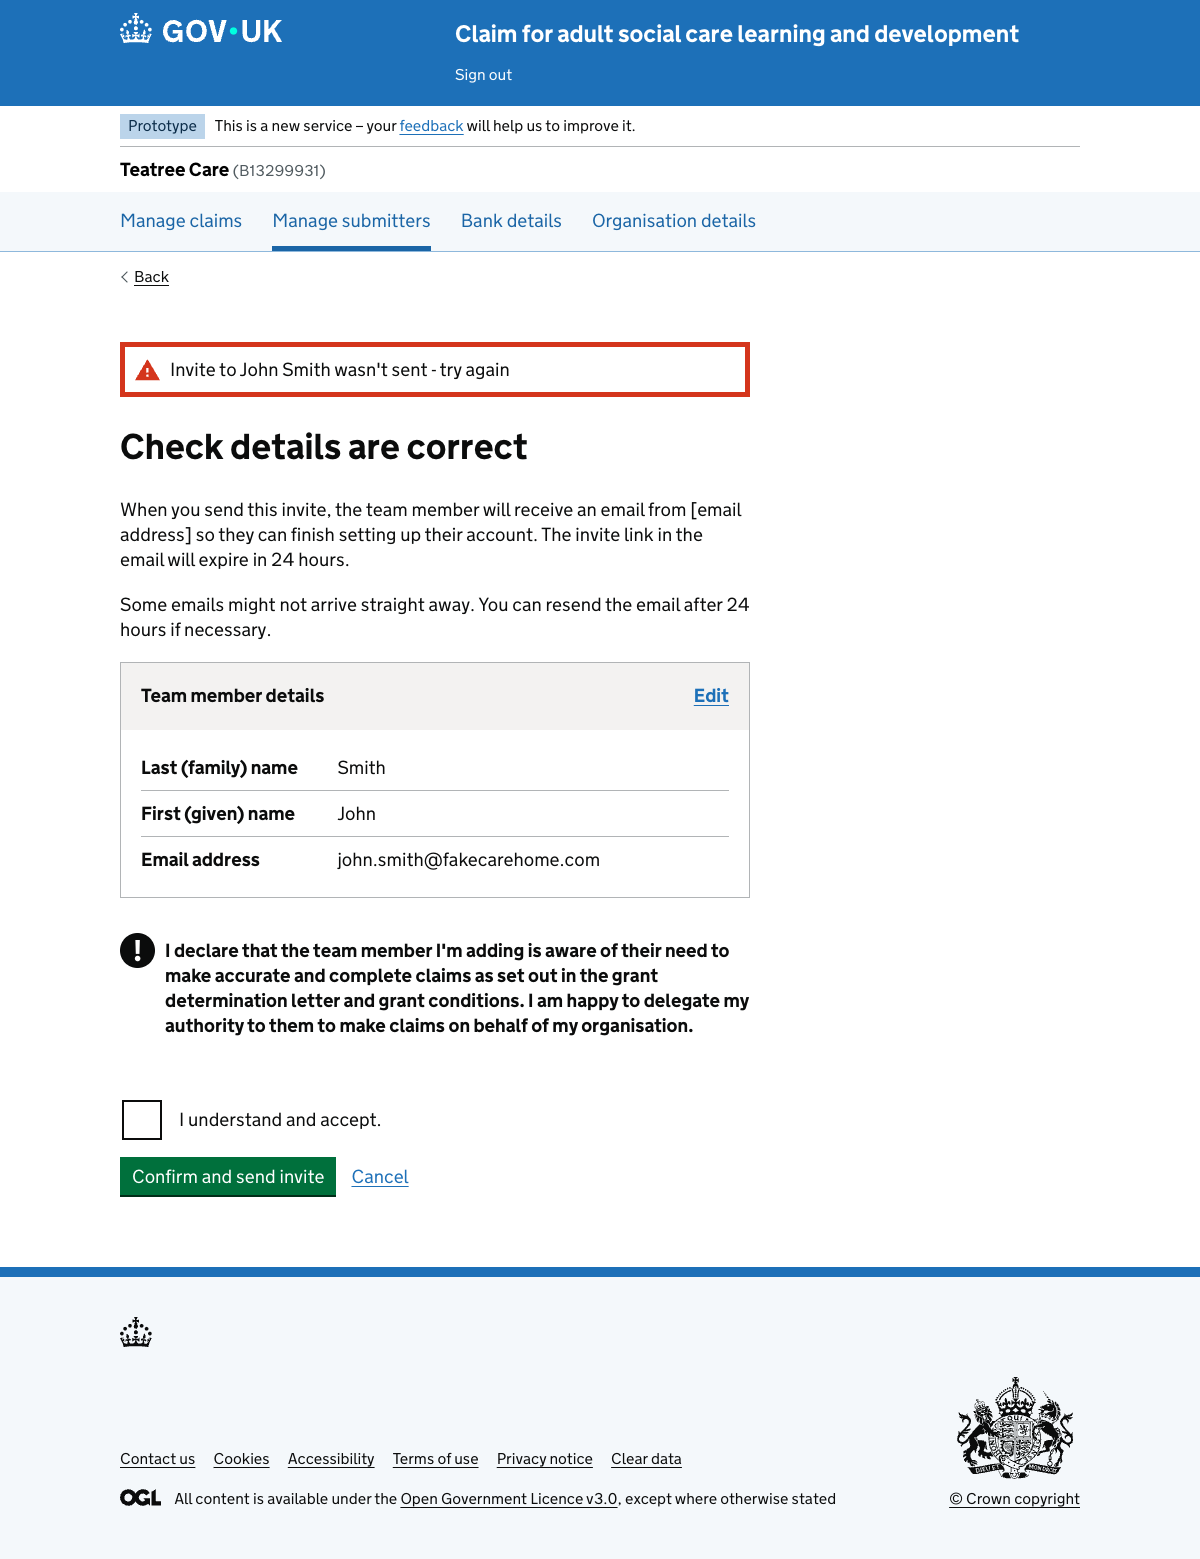 GOV·UK
Claim for adult social care learning and development
Sign out
Prototype This is a new service – your feedback will help us to improve it.
Teatree Care (B13299931)
Manage claims Manage submitters Bank details Organisation details
Back
Invite to John Smith wasn't sent - try again
Check details are correct
When you send this invite, the team member will receive an email from [email
address] so they can finish setting up their account. The invite link in the
email will expire in 24 hours.
Some emails might not arrive straight away. You can resend the email after 24
hours if necessary.
Team member details Edit
Last (family) name Smith
First (given) name John
Email address john.smith@fakecarehome.com
I declare that the team member I'm adding is aware of their need to
make accurate and complete claims as set out in the grant
determination letter and grant conditions. I am happy to delegate my
authority to them to make claims on behalf of my organisation.
I understand and accept.
Confirm and send invite Cancel
Contact us Cookies Accessibility Terms of use Privacy notice Clear data
OGL All content is available under the Open Government Licence v3.0, except where otherwise stated
© Crown copyright